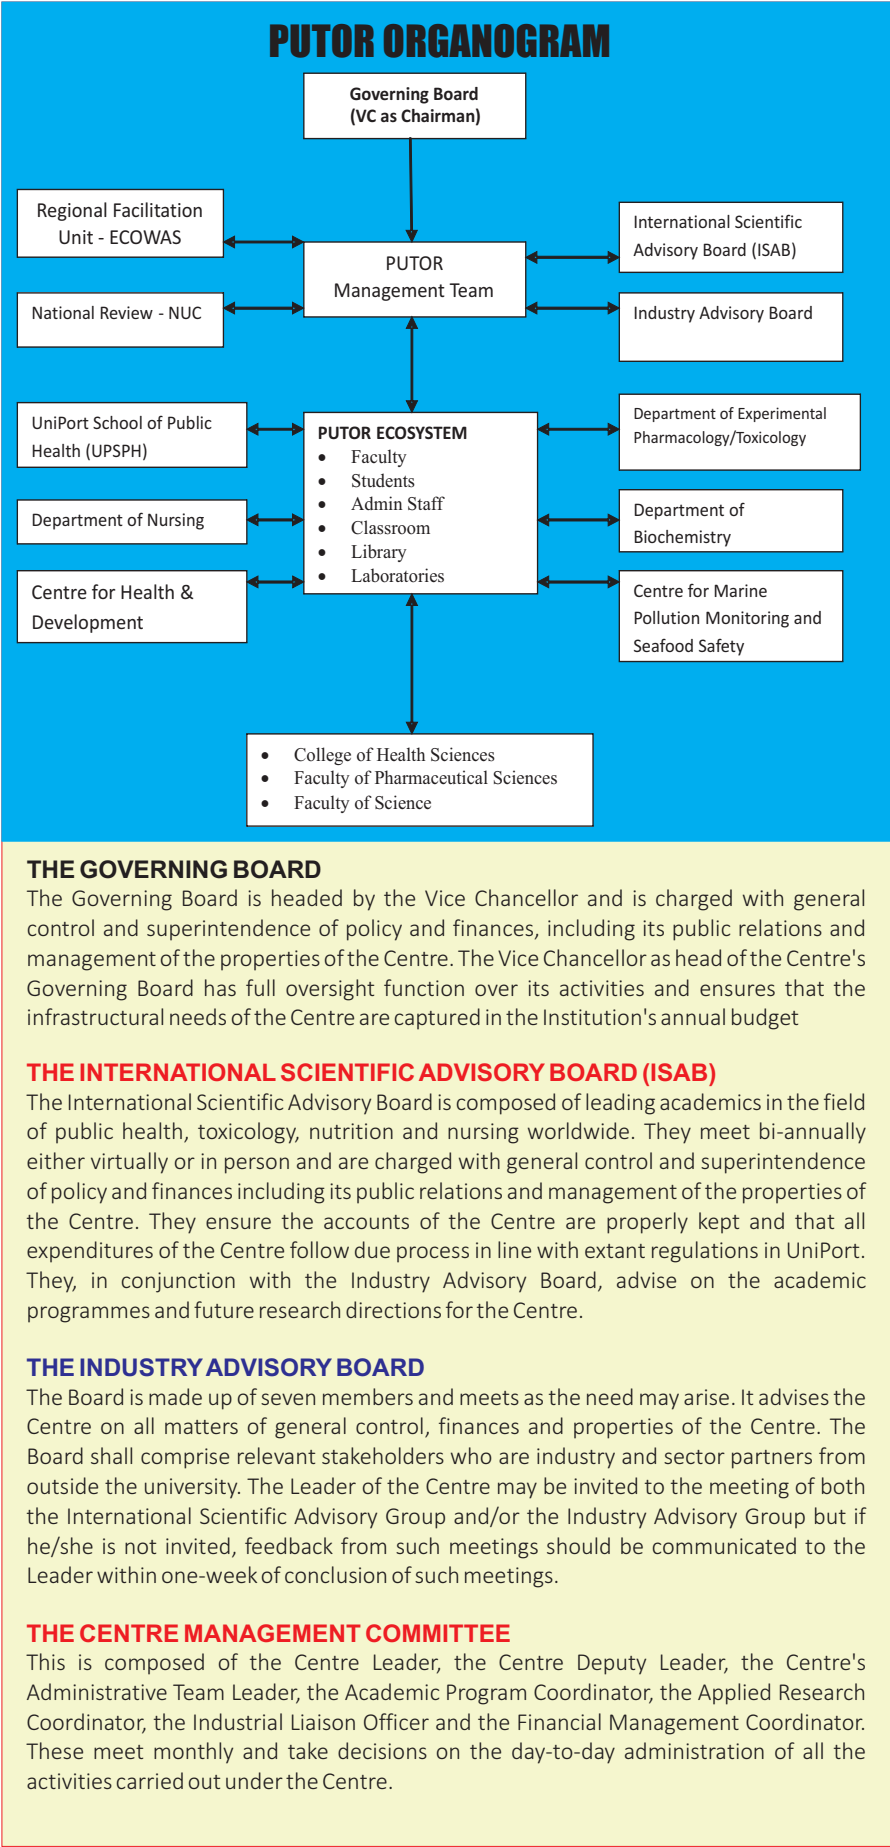 PUTOR ORGANOGRAM
Governing Board
(VC as Chairman)
Regional Facilitation
Unit - ECOWAS
International Scientific
Advisory Board (ISAB)
PUTOR
Management Team
National Review - NUC
Industry Advisory Board
UniPort School of Public
Health (UPSPH)
PUTOR ECOSYSTEM
• Faculty
• Students
• Admin Staff
• Classroom
• Library
• Laboratories
Department of Experimental
Pharmacology/Toxicology
Department of Nursing
Department of
Biochemistry
Centre for Health &
Development
Centre for Marine
Pollution Monitoring and
Seafood Safety
• College of Health Sciences
• Faculty of Pharmaceutical Sciences
• Faculty of Science
THE GOVERNING BOARD
The Governing Board is headed by the Vice Chancellor and is charged with general
control and superintendence of policy and finances, including its public relations and
management of the properties of the Centre. The Vice Chancellor as head of the Centre's
Governing Board has full oversight function over its activities and ensures that the
infrastructural needs of the Centre are captured in the Institution's annual budget
THE INTERNATIONAL SCIENTIFIC ADVISORY BOARD (ISAB)
The International Scientific Advisory Board is composed of leading academics in the field
of public health, toxicology, nutrition and nursing worldwide. They meet bi-annually
either virtually or in person and are charged with general control and superintendence
of policy and finances including its public relations and management of the properties of
the Centre. They ensure the accounts of the Centre are properly kept and that all
expenditures of the Centre follow due process in line with extant regulations in UniPort.
They, in conjunction with the Industry Advisory Board, advise on the academic
programmes and future research directions for the Centre.
THE INDUSTRY ADVISORY BOARD
The Board is made up of seven members and meets as the need may arise. It advises the
Centre on all matters of general control, finances and properties of the Centre. The
Board shall comprise relevant stakeholders who are industry and sector partners from
outside the university. The Leader of the Centre may be invited to the meeting of both
the International Scientific Advisory Group and/or the Industry Advisory Group but if
he/she is not invited, feedback from such meetings should be communicated to the
Leader within one-week of conclusion of such meetings.
THE CENTRE MANAGEMENT COMMITTEE
This is composed of the Centre Leader, the Centre Deputy Leader, the Centre's
Administrative Team Leader, the Academic Program Coordinator, the Applied Research
Coordinator, the Industrial Liaison Officer and the Financial Management Coordinator.
These meet monthly and take decisions on the day-to-day administration of all the
activities carried out under the Centre.